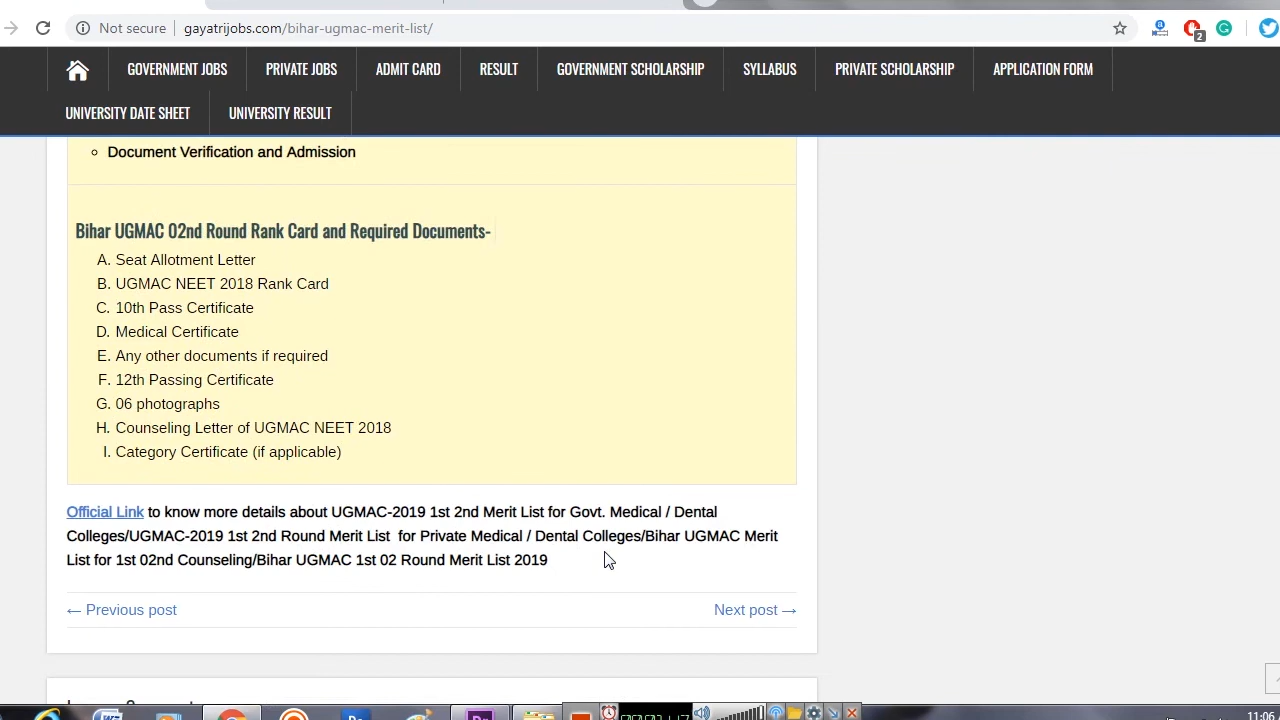 Not secure
gayatrijobs.com/bihar-ugmac-merit-list/
2
GOVERNMENT JOBS PRIVATE JOBS ADMIT CARD RESULT GOVERNMENT SCHOLARSHIP SYLLABUS PRIVATE SCHOLARSHIP APPLICATION FORM
UNIVERSITY DATE SHEET UNIVERSITY RESULT
Document Verification and Admission
Bihar UGMAC 02nd Round Rank Card and Required Documents-
A. Seat Allotment Letter
B. UGMAC NEET 2018 Rank Card
C. 10th Pass Certificate
D. Medical Certificate
E. Any other documents if required
F. 12th Passing Certificate
G. 06 photographs
H. Counseling Letter of UGMAC NEET 2018
I. Category Certificate (if applicable)
Official Link to know more details about UGMAC-2019 1st 2nd Merit List for Govt. Medical / Dental
Colleges/UGMAC-2019 1st 2nd Round Merit List for Private Medical / Dental Colleges/Bihar UGMAC Merit
List for 1st 02nd Counseling/Bihar UGMAC 1st 02 Round Merit List 2019
← Previous post Next post →
11:06